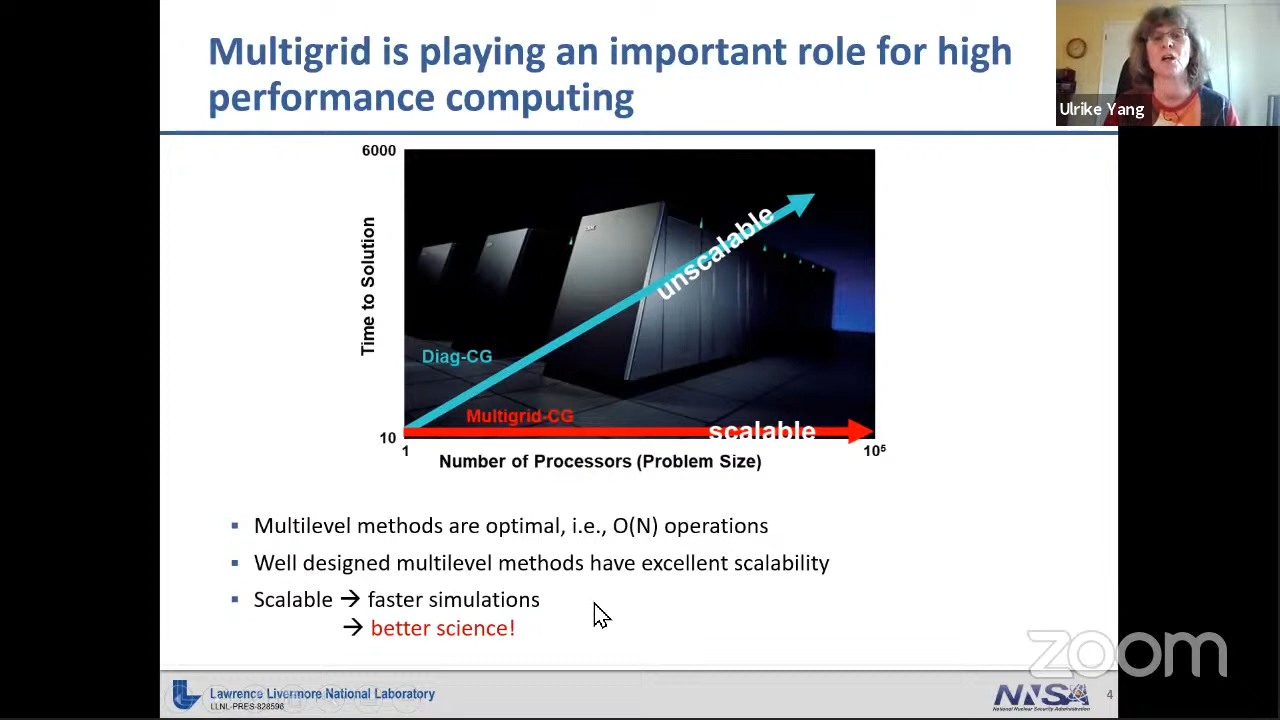 Multigrid is playing an important role for high
performance computing
Ulrike Yang
6000
Time to Solution
unscalable
Diag-CG
Multigrid-CG
scalable
10
1
10⁵
Number of Processors (Problem Size)
▪ Multilevel methods are optimal, i.e., O(N) operations
▪ Well designed multilevel methods have excellent scalability
▪ Scalable → faster simulations
→ better science!
zoom
Lawrence Livermore National Laboratory
LLNL-PRES-828596
NNSA
National Nuclear Security Administration
4